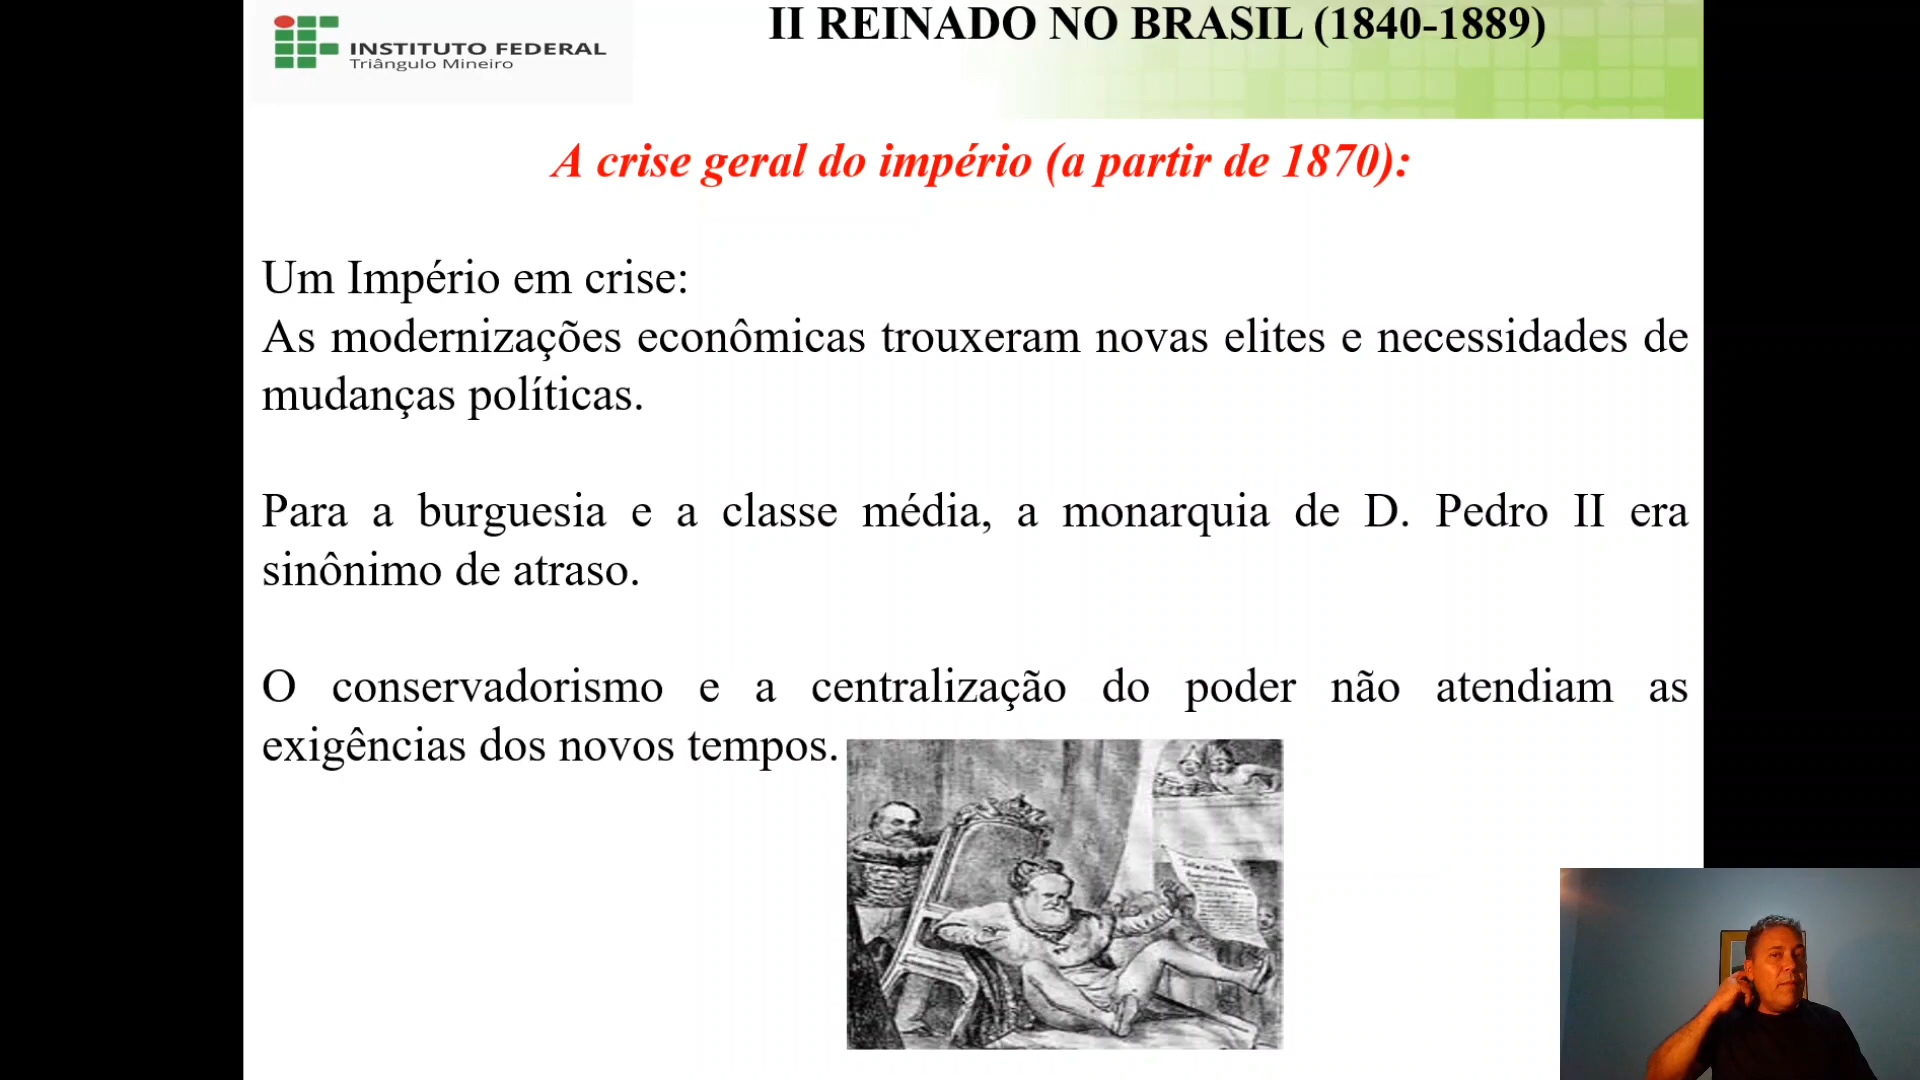 INSTITUTO FEDERAL
Triângulo Mineiro
II REINADO NO BRASIL (1840-1889)
A crise geral do império (a partir de 1870):
Um Império em crise:
As modernizações econômicas trouxeram novas elites e necessidades de
mudanças políticas.
Para a burguesia e a classe média, a monarquia de D. Pedro II era
sinônimo de atraso.
O conservadorismo e a centralização do poder não atendiam as
exigências dos novos tempos.